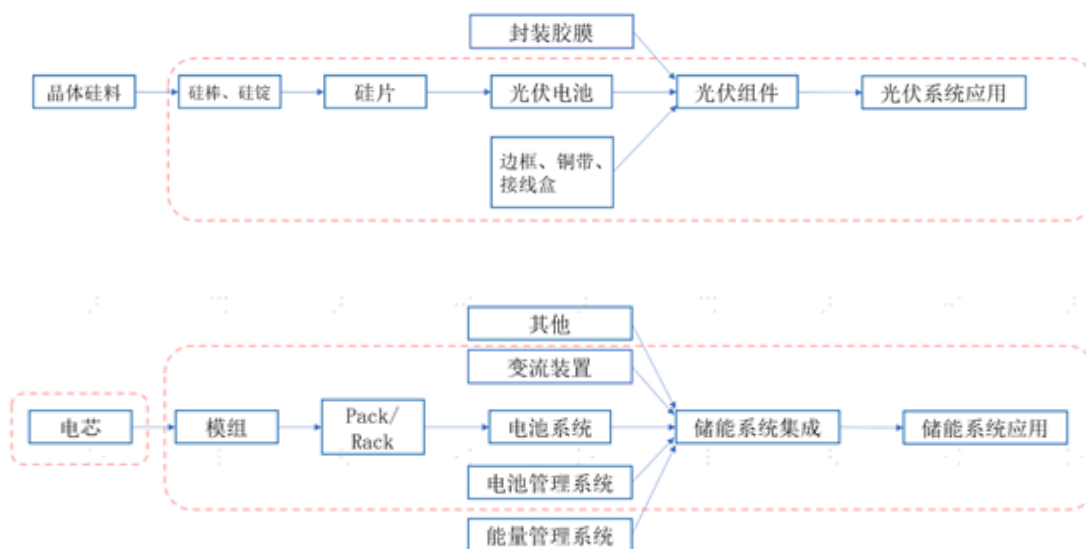 封装胶膜
晶体硅料
硅棒、硅锭
硅片
光伏电池
光伏组件
光伏系统应用
边框、铜带、
接线盒
其他
变流装置
电芯
模组
Pack/
Rack
电池系统
储能系统集成
储能系统应用
电池管理系统
能量管理系统